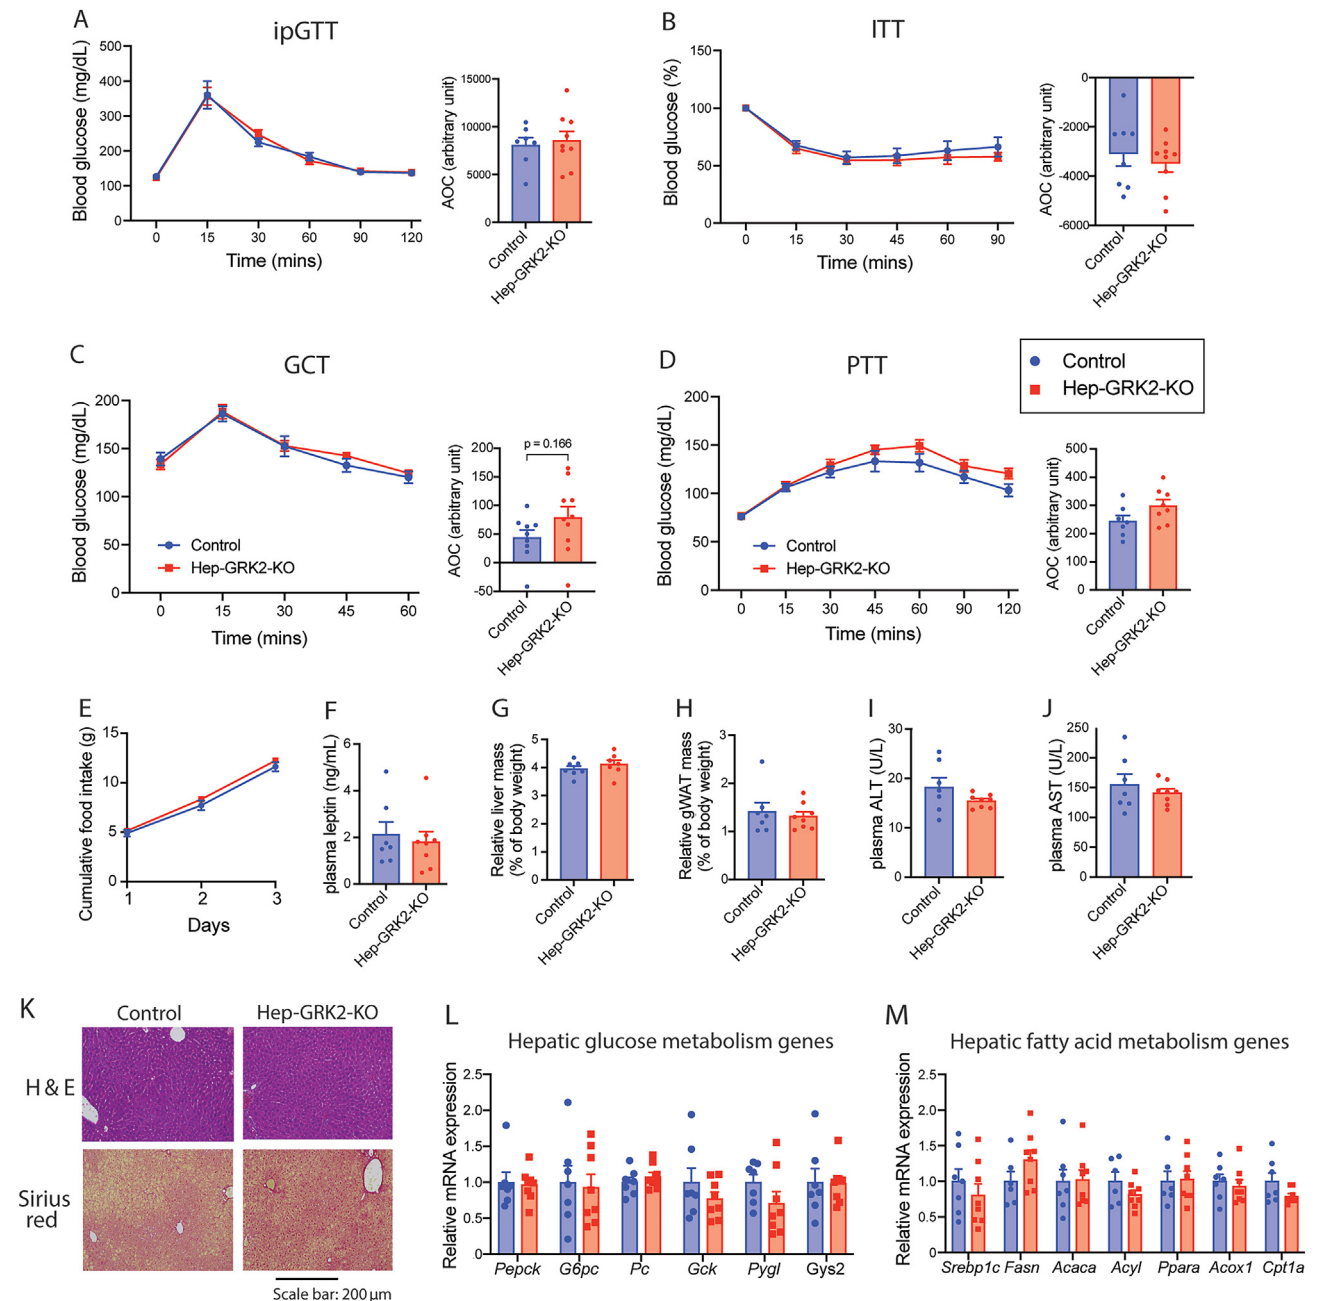 A
ipGTT
Blood glucose (mg/dL)
500
400
300
200
100
0
0 15 30 60 90 120
Time (mins)
AOC (arbitrary unit)
15000
10000
5000
0
Control
Hep-GRK2-KO
B
ITT
Blood glucose (%)
150
100
50
0
0 15 30 45 60 90
Time (mins)
AOC (arbitrary unit)
0
-2000
-4000
-6000
Control
Hep-GRK2-KO
C
GCT
Blood glucose (mg/dL)
200
150
100
50
0
Control
Hep-GRK2-KO
0 15 30 45 60
Time (mins)
AOC (arbitrary unit)
200
150
100
50
0
-50
p = 0.166
Control
Hep-GRK2-KO
D
PTT
Control
Hep-GRK2-KO
Blood glucose (mg/dL)
200
150
100
50
0
Control
Hep-GRK2-KO
0 15 30 45 60 90 120
Time (mins)
AOC (arbitrary unit)
500
400
300
200
100
0
Control
Hep-GRK2-KO
E
Cumulative food intake (g)
15
10
5
0
1 2 3
Days
F
plasma leptin (ng/mL)
6
4
2
0
Control
Hep-GRK2-KO
G
Relative liver mass
(% of body weight)
5
4
3
2
1
0
Control
Hep-GRK2-KO
H
Relative gWAT mass
(% of body weight)
3
2
1
0
Control
Hep-GRK2-KO
I
plasma ALT (U/L)
30
20
10
0
Control
Hep-GRK2-KO
J
plasma AST (U/L)
250
200
150
100
50
0
Control
Hep-GRK2-KO
K
Control
Hep-GRK2-KO
H & E
Sirius
red
Scale bar: 200 µm
L
Hepatic glucose metabolism genes
Relative mRNA expression
2.5
2.0
1.5
1.0
0.5
0
Pepck G6pc Pc Gck Pygl Gys2
M
Hepatic fatty acid metabolism genes
Relative mRNA expression
2.5
2.0
1.5
1.0
0.5
0
Srebp1c Fasn Acaca Acyl Ppara Acox1 Cpt1a